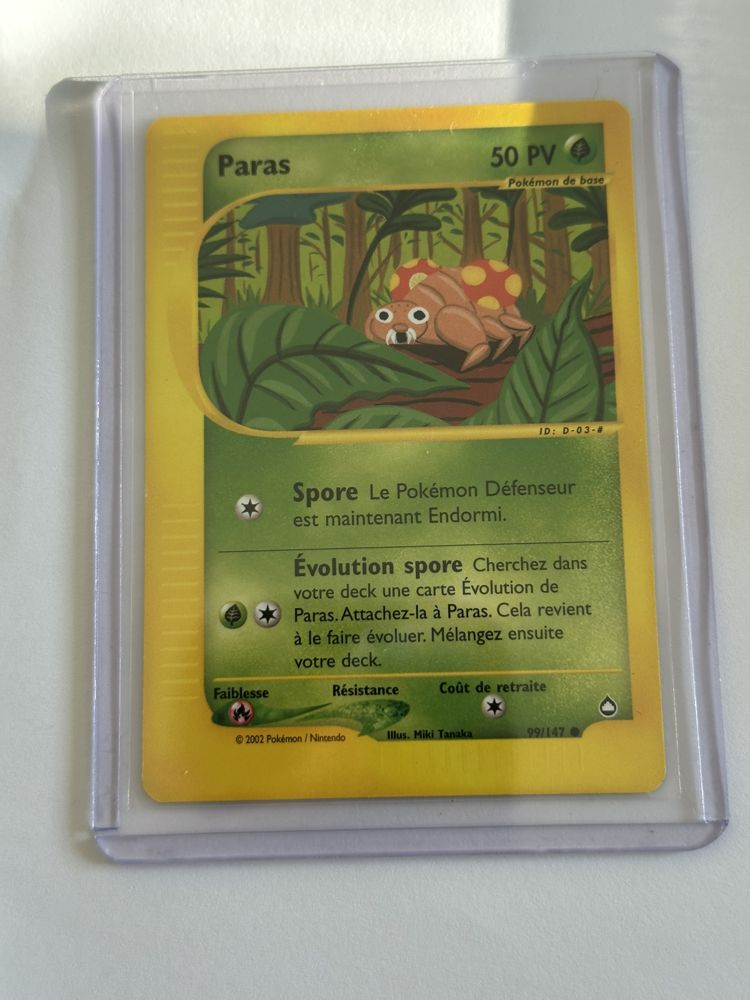 Paras 50 PV
Pokémon de base
ID: D-03-#
Spore Le Pokémon Défenseur
est maintenant Endormi.
Évolution spore Cherchez dans
votre deck une carte Évolution de
Paras. Attachez-la à Paras. Cela revient
à le faire évoluer. Mélangez ensuite
votre deck.
Faiblesse Résistance Coût de retraite
© 2002 Pokémon / Nintendo Illus. Miki Tanaka 99/147